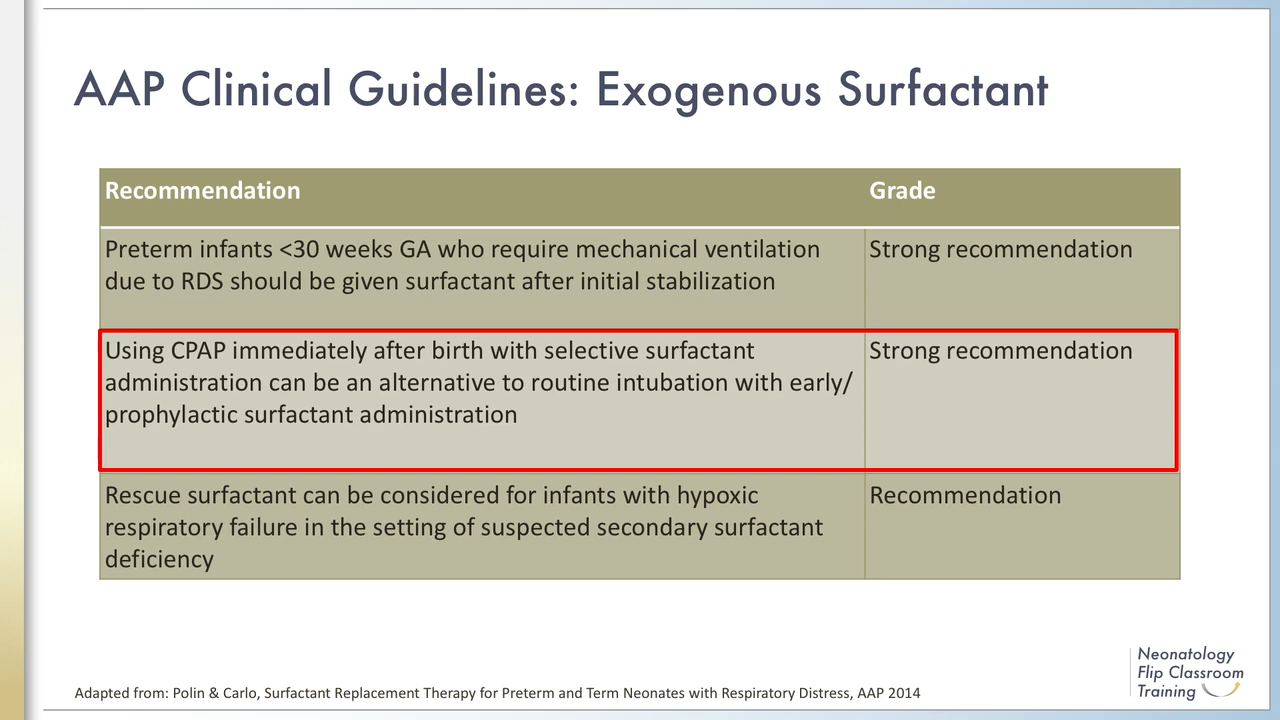 AAP Clinical Guidelines: Exogenous Surfactant
Recommendation
Grade
Preterm infants <30 weeks GA who require mechanical ventilation
due to RDS should be given surfactant after initial stabilization
Strong recommendation
Using CPAP immediately after birth with selective surfactant
administration can be an alternative to routine intubation with early/
prophylactic surfactant administration
Strong recommendation
Rescue surfactant can be considered for infants with hypoxic
respiratory failure in the setting of suspected secondary surfactant
deficiency
Recommendation
Adapted from: Polin & Carlo, Surfactant Replacement Therapy for Preterm and Term Neonates with Respiratory Distress, AAP 2014
Neonatology
Flip Classroom
Training